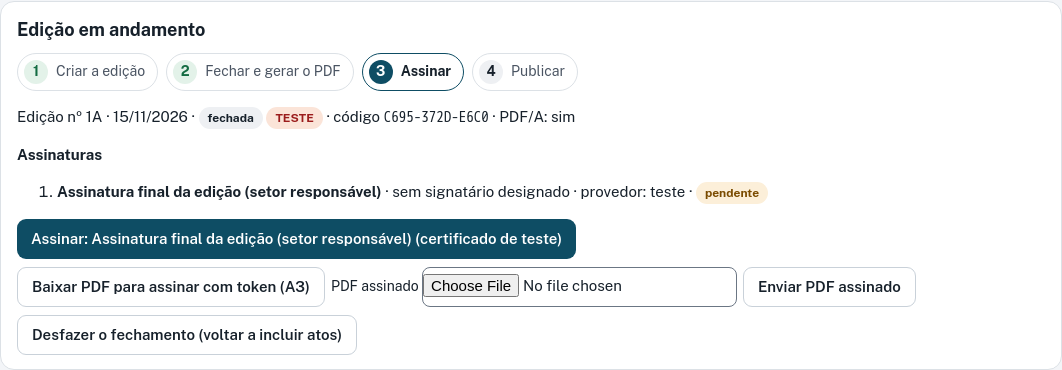 Edição em andamento
1 Criar a edição 2 Fechar e gerar o PDF 3 Assinar 4 Publicar
Edição nº 1A · 15/11/2026 · fechada TESTE · código C695-372D-E6C0 · PDF/A: sim
Assinaturas
1. Assinatura final da edição (setor responsável) · sem signatário designado · provedor: teste · pendente
Assinar: Assinatura final da edição (setor responsável) (certificado de teste)
Baixar PDF para assinar com token (A3) PDF assinado Choose File No file chosen Enviar PDF assinado
Desfazer o fechamento (voltar a incluir atos)